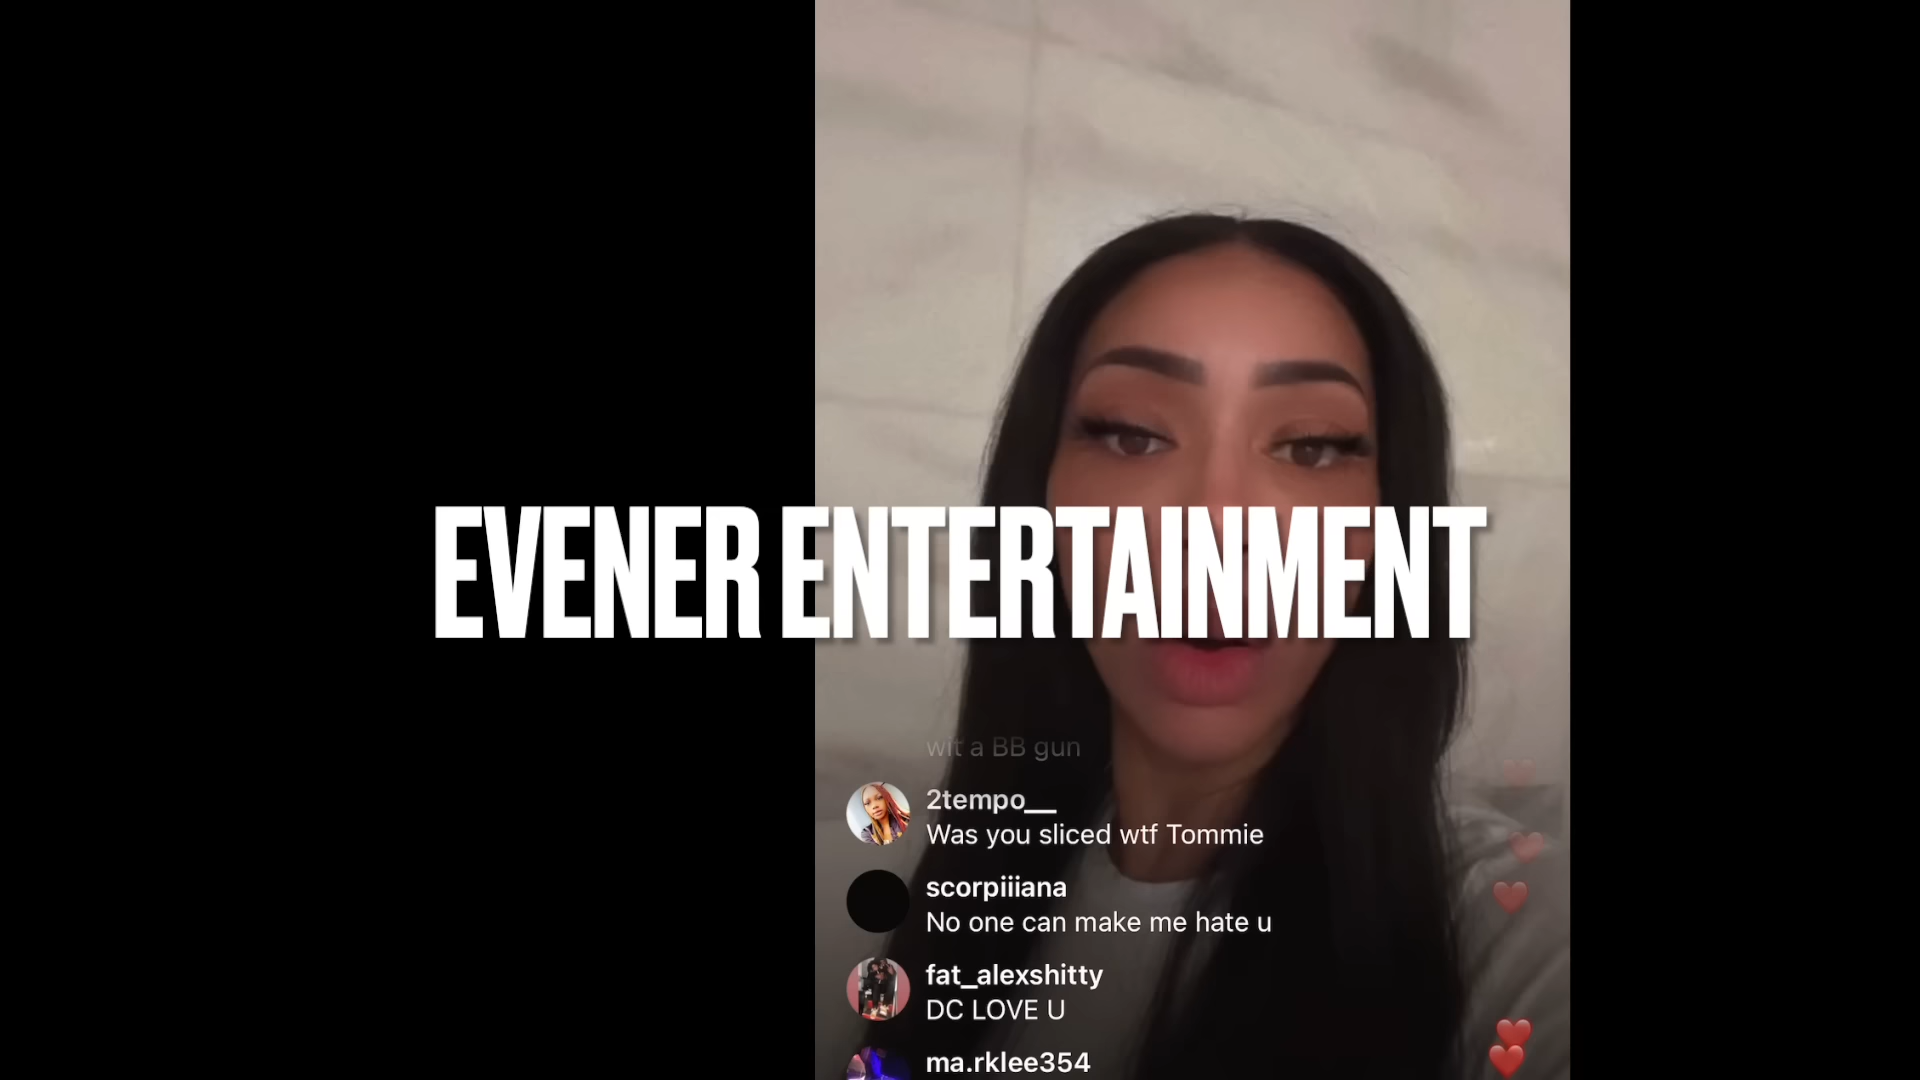 EVENER ENTERTAINMENT
wit a BB gun
2tempo__
Was you sliced wtf Tommie
scorpiiiana
No one can make me hate u
fat_alexshitty
DC LOVE U
ma.rklee354